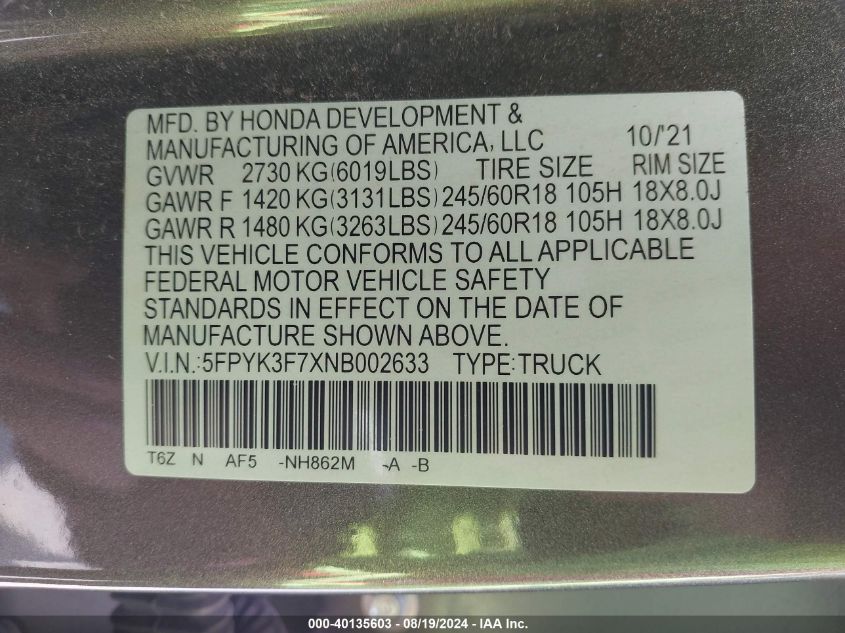 MFD. BY HONDA DEVELOPMENT &
MANUFACTURING OF AMERICA, LLC 10/'21
GVWR 2730 KG(6019LBS) TIRE SIZE RIM SIZE
GAWR F 1420 KG(3131LBS) 245/60R18 105H 18X8.0J
GAWR R 1480 KG(3263LBS) 245/60R18 105H 18X8.0J
THIS VEHICLE CONFORMS TO ALL APPLICABLE
FEDERAL MOTOR VEHICLE SAFETY
STANDARDS IN EFFECT ON THE DATE OF
MANUFACTURE SHOWN ABOVE.
V.I.N.:5FPYK3F7XNB002633 TYPE:TRUCK
T6Z N AF5 -NH862M -A -B
000-40135603 - 08/19/2024 - IAA Inc.